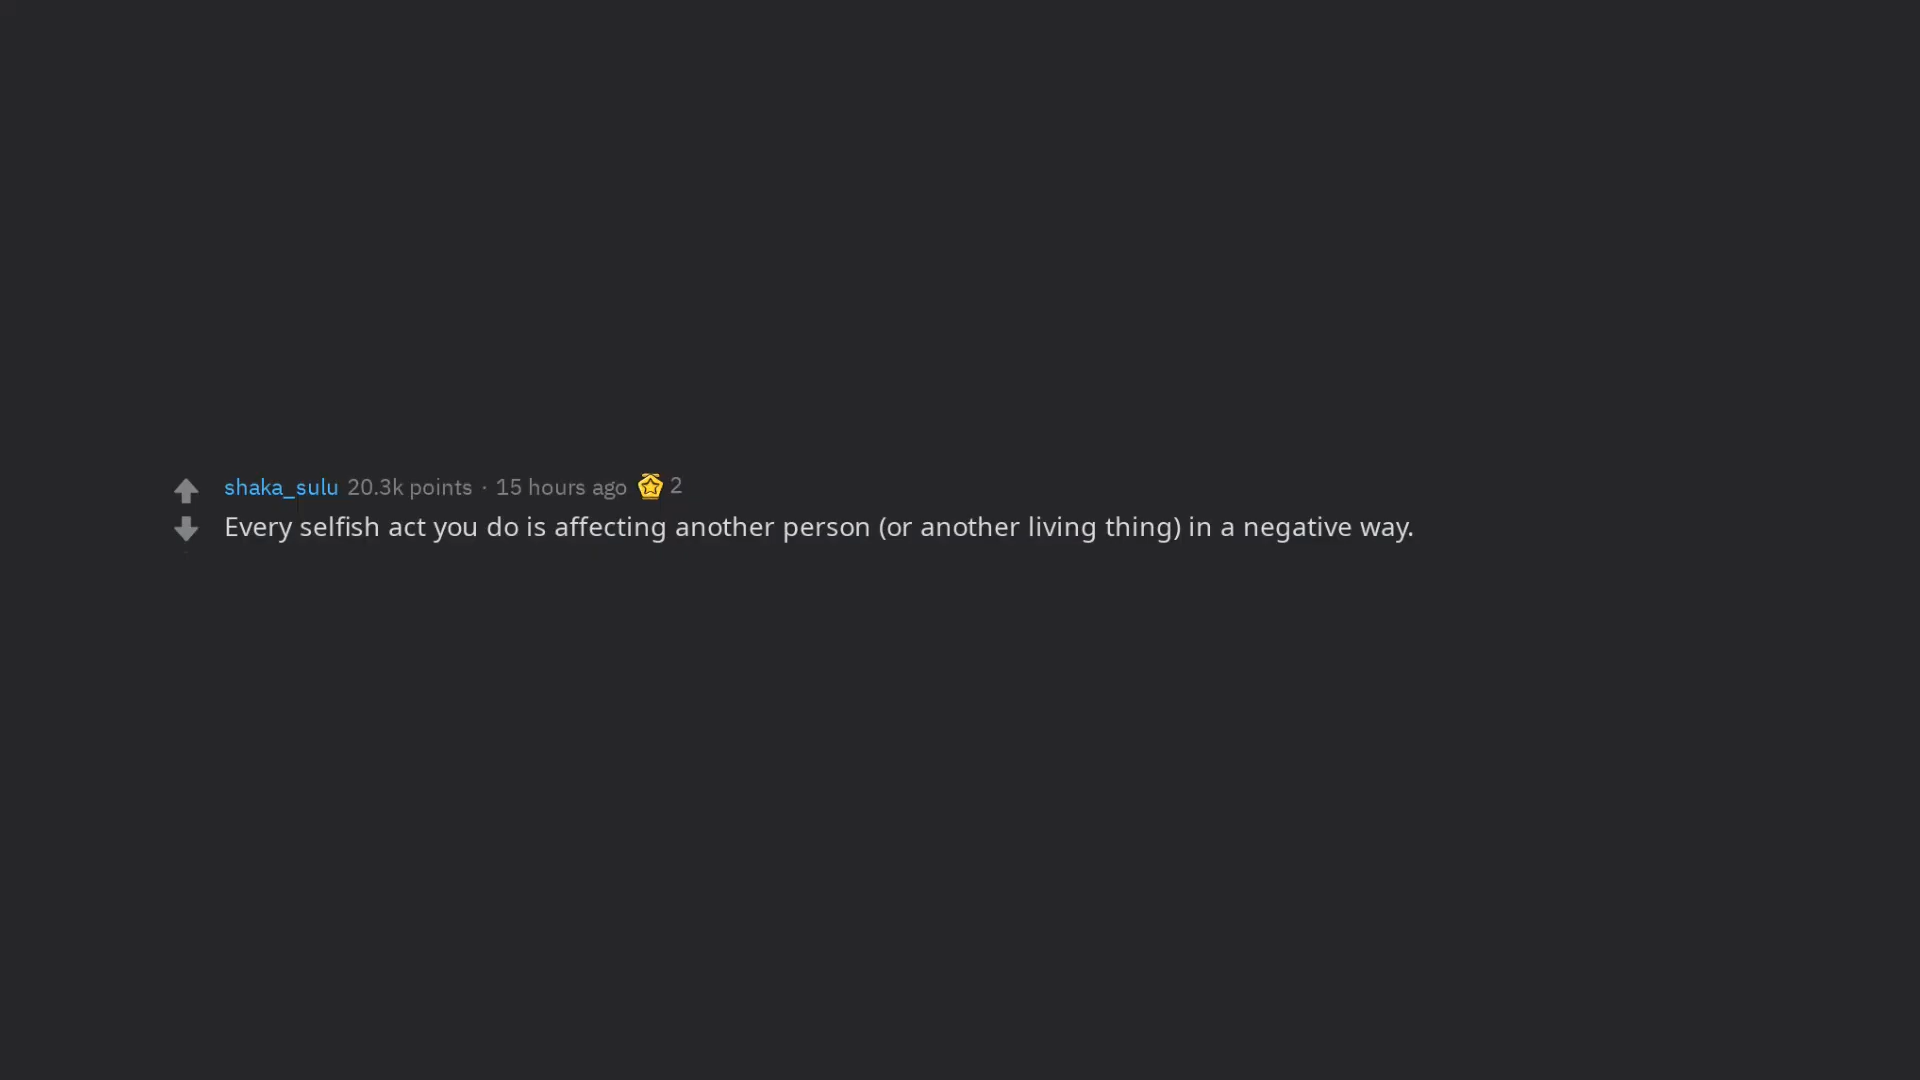 shaka_sulu 20.3k points · 15 hours ago 2
Every selfish act you do is affecting another person (or another living thing) in a negative way.